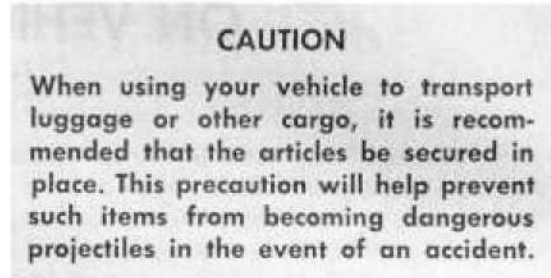 CAUTION
When using your vehicle to transport
luggage or other cargo, it is recom-
mended that the articles be secured in
place. This precaution will help prevent
such items from becoming dangerous
projectiles in the event of an accident.